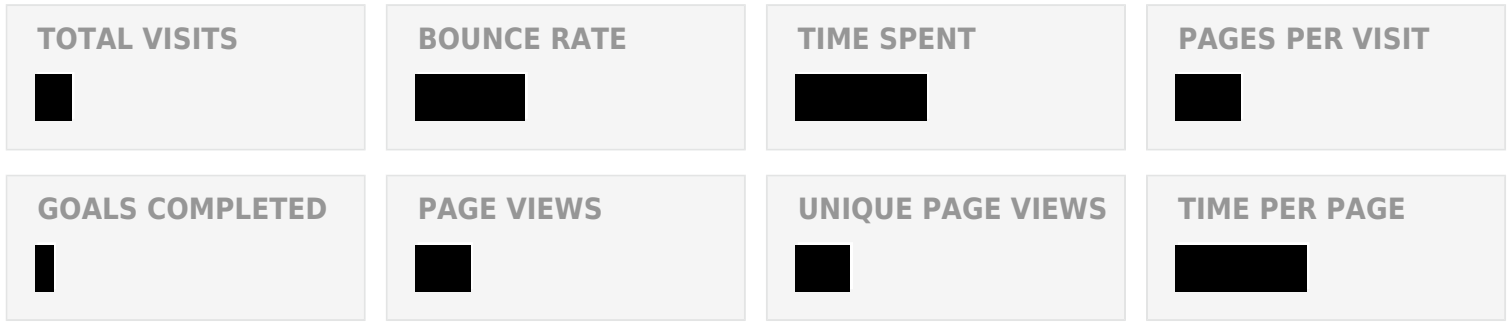 TOTAL VISITS
BOUNCE RATE
TIME SPENT
PAGES PER VISIT
GOALS COMPLETED
PAGE VIEWS
UNIQUE PAGE VIEWS
TIME PER PAGE